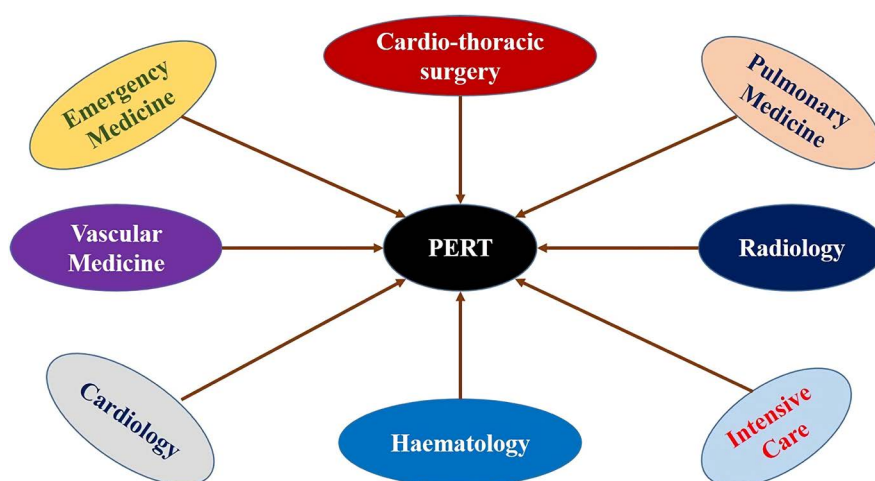 Cardio-thoracic
surgery
Emergency
Medicine
Pulmonary
Medicine
Vascular
Medicine
PERT
Radiology
Cardiology
Haematology
Intensive
Care